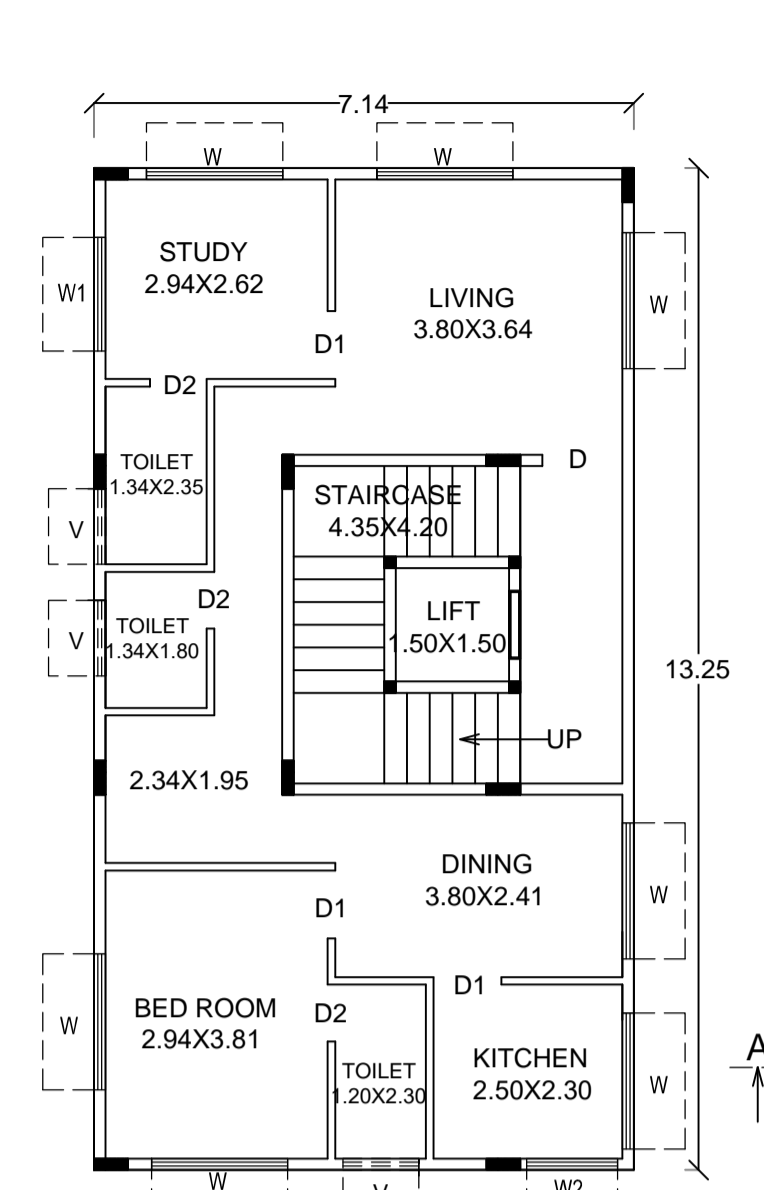 7.14
W
W
STUDY
2.94X2.62
W1
LIVING
3.80X3.64
W
D1
D2
TOILET
1.34X2.35
D
STAIRCASE
4.35X4.20
V
D2
LIFT
1.50X1.50
TOILET
1.34X1.80
V
13.25
UP
2.34X1.95
DINING
3.80X2.41
W
D1
D1
BED ROOM
2.94X3.81
D2
W
TOILET
1.20X2.30
KITCHEN
2.50X2.30
W
A
W
V
W2